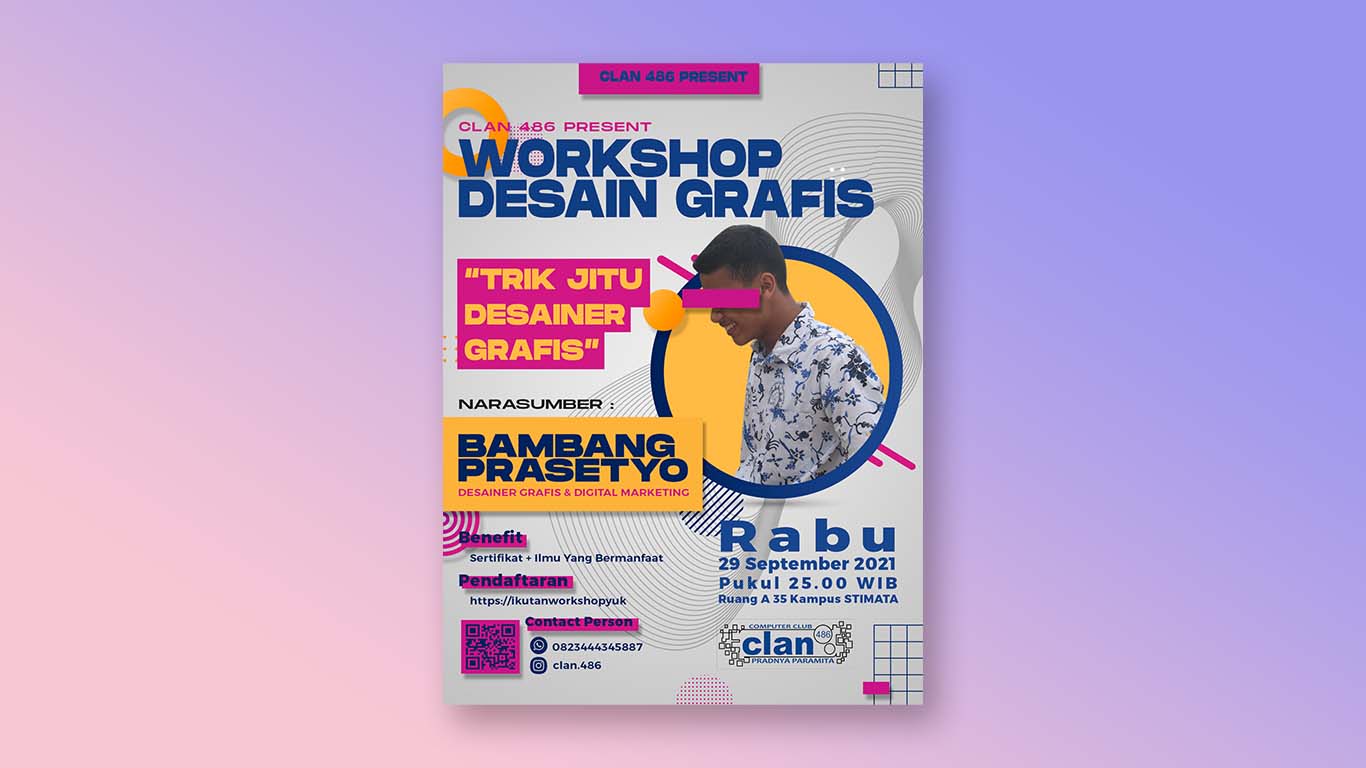 CLAN 486 PRESENT
CLAN 486 PRESENT
WORKSHOP
DESAIN GRAFIS
“TRIK JITU
DESAINER
GRAFIS”
NARASUMBER :
BAMBANG
PRASETYO
DESAINER GRAFIS & DIGITAL MARKETING
Benefit
Sertifikat + Ilmu Yang Bermanfaat
Pendaftaran
https://ikutanworkshopyuk
Contact Person
0823444345887
clan.486
Rabu
29 September 2021
Pukul 25.00 WIB
Ruang A 35 Kampus STIMATA
COMPUTER CLUB
clan 486
PRADNYA PARAMITA